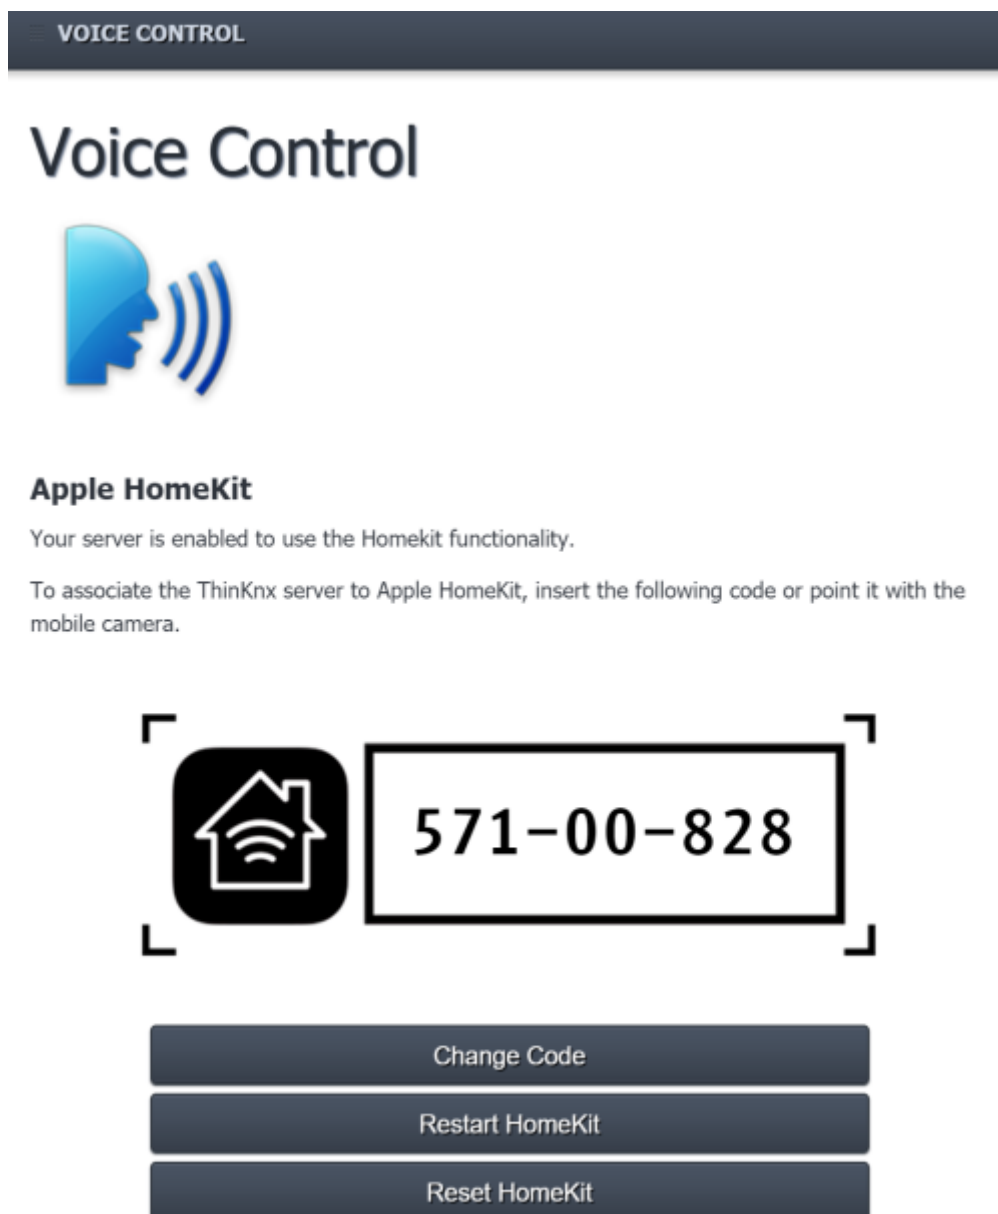 VOICE CONTROL
Voice Control
Apple HomeKit
Your server is enabled to use the Homekit functionality.
To associate the ThinKnx server to Apple HomeKit, insert the following code or point it with the
mobile camera.
571-00-828
Change Code
Restart HomeKit
Reset HomeKit